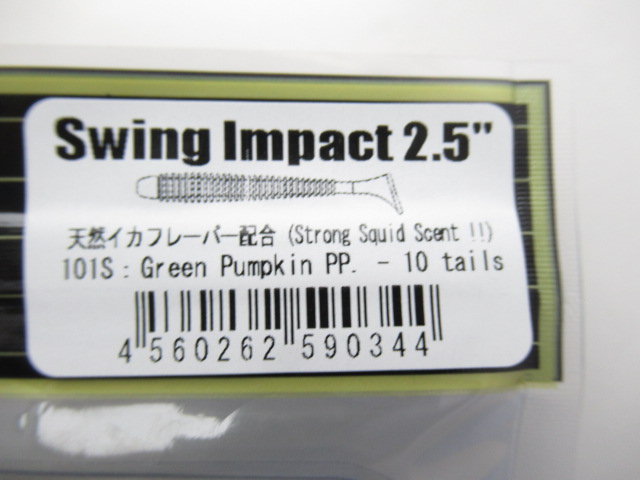 Swing Impact 2.5"
天然イカフレーバー配合 (Strong Squid Scent !!)
101S : Green Pumpkin PP. - 10 tails
4 560262 590344